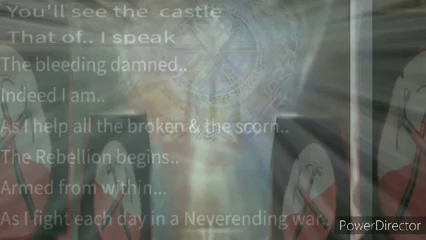 You'll see the castle
That of.. I speak
The bleeding damned..
Indeed I am..
As I help all the broken & the scorn..
The Rebellion begins..
Armed from within...
As I fight each day in a Neverending war...
PowerDirector